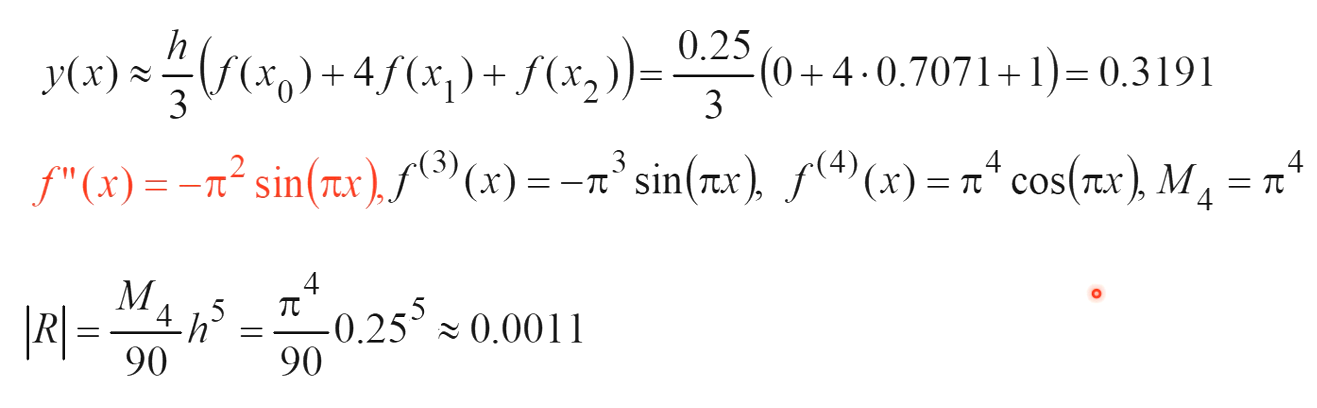 y(x) ≈ h/3 (f(x₀) + 4f(x₁) + f(x₂)) = 0.25/3 (0 + 4 · 0.7071 + 1) = 0.3191
f"(x) = −π² sin(πx), f⁽³⁾(x) = −π³ sin(πx), f⁽⁴⁾(x) = π⁴ cos(πx), M₄ = π⁴
|R| = M₄/90 h⁵ = π⁴/90 0.25⁵ ≈ 0.0011